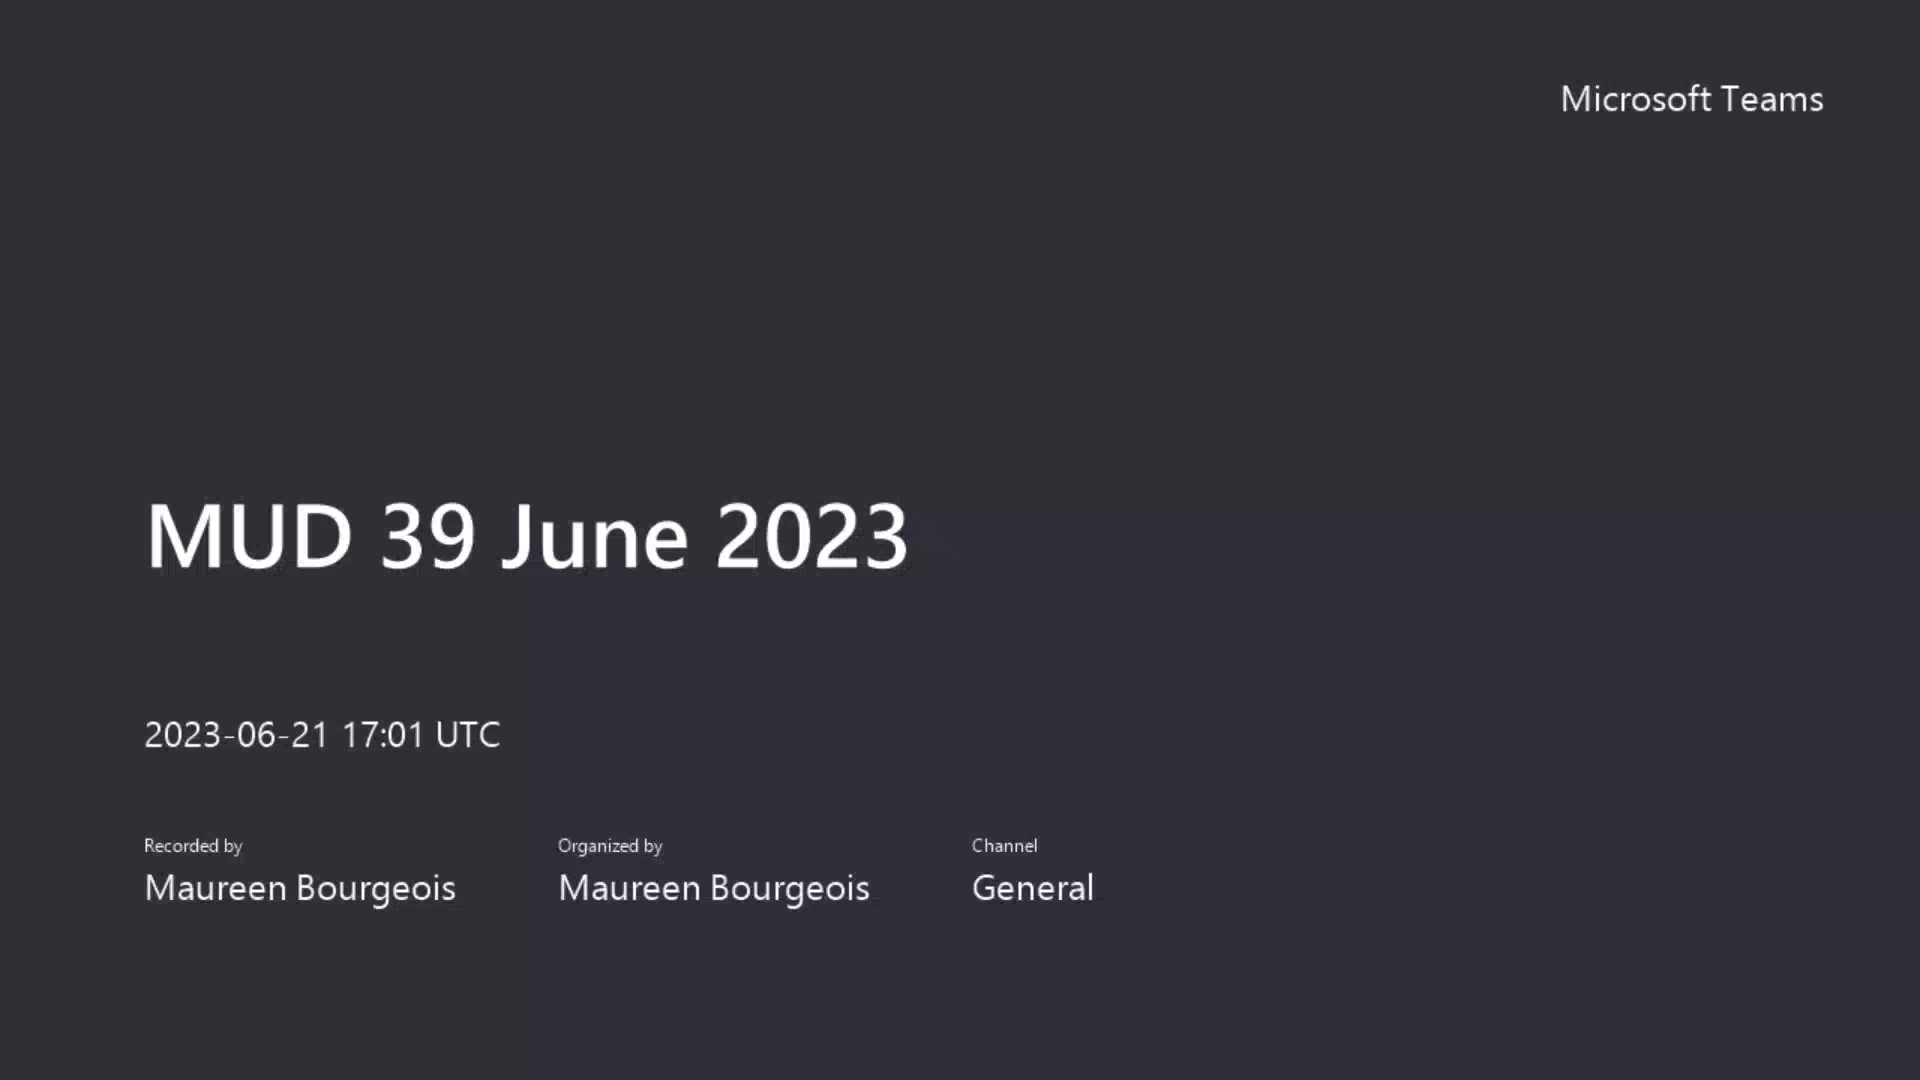 Microsoft Teams
MUD 39 June 2023
2023-06-21 17:01 UTC
Recorded by
Maureen Bourgeois
Organized by
Maureen Bourgeois
Channel
General